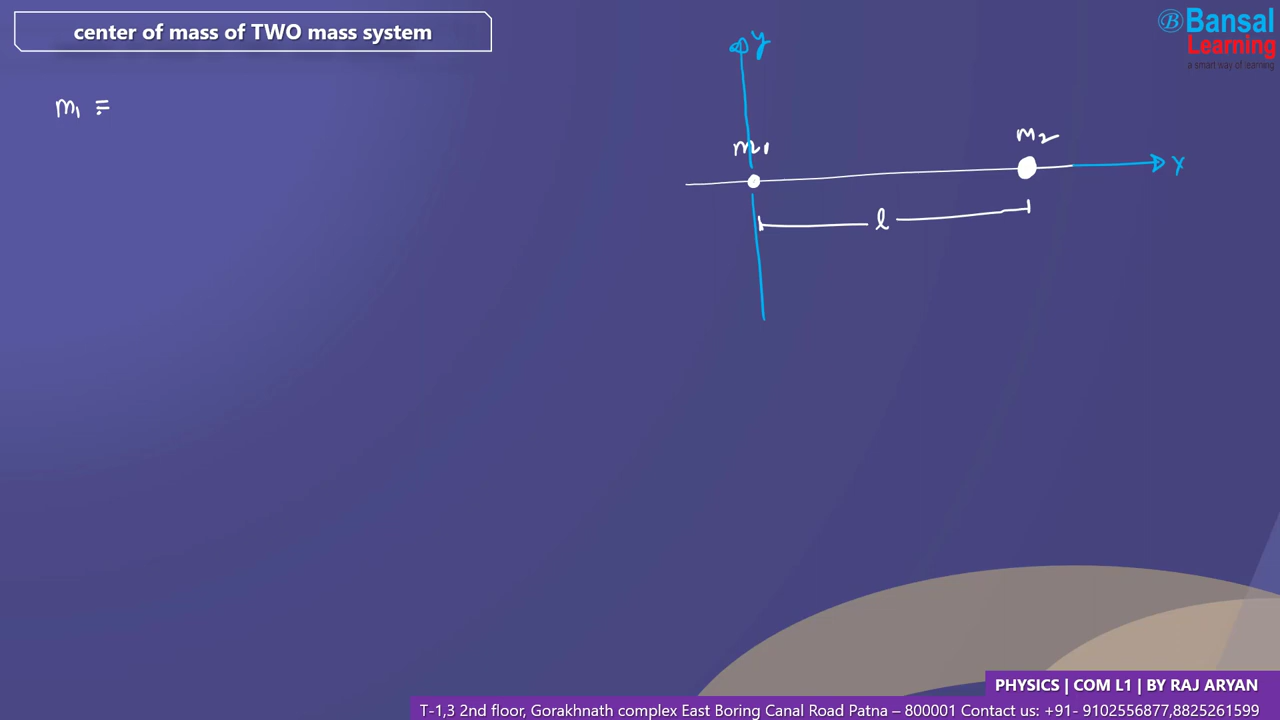 center of mass of TWO mass system
Ⓑ Bansal
Learning
a smart way of learning
y
m₁ =
m₁
m₂
x
l
PHYSICS | COM L1 | BY RAJ ARYAN
T-1,3 2nd floor, Gorakhnath complex East Boring Canal Road Patna – 800001 Contact us: +91- 9102556877,8825261599